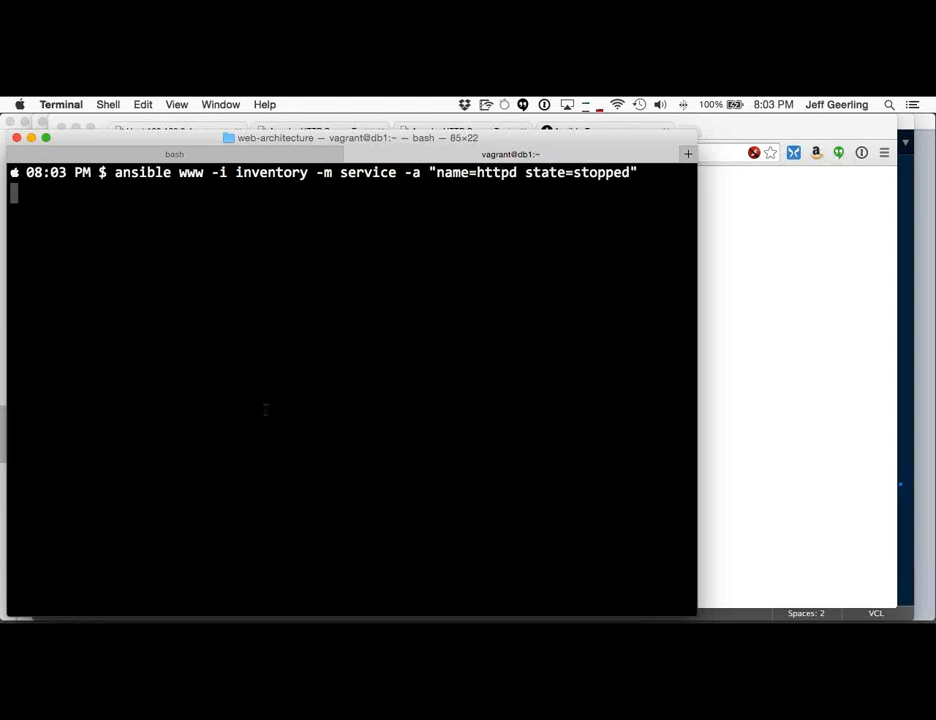 Terminal Shell Edit View Window Help 100% 8:03 PM Jeff Geerling
web-architecture — vagrant@db1:~ — bash — 85×22
bash vagrant@db1:~ +
08:03 PM $ ansible www -i inventory -m service -a "name=httpd state=stopped"
Spaces: 2 VCL